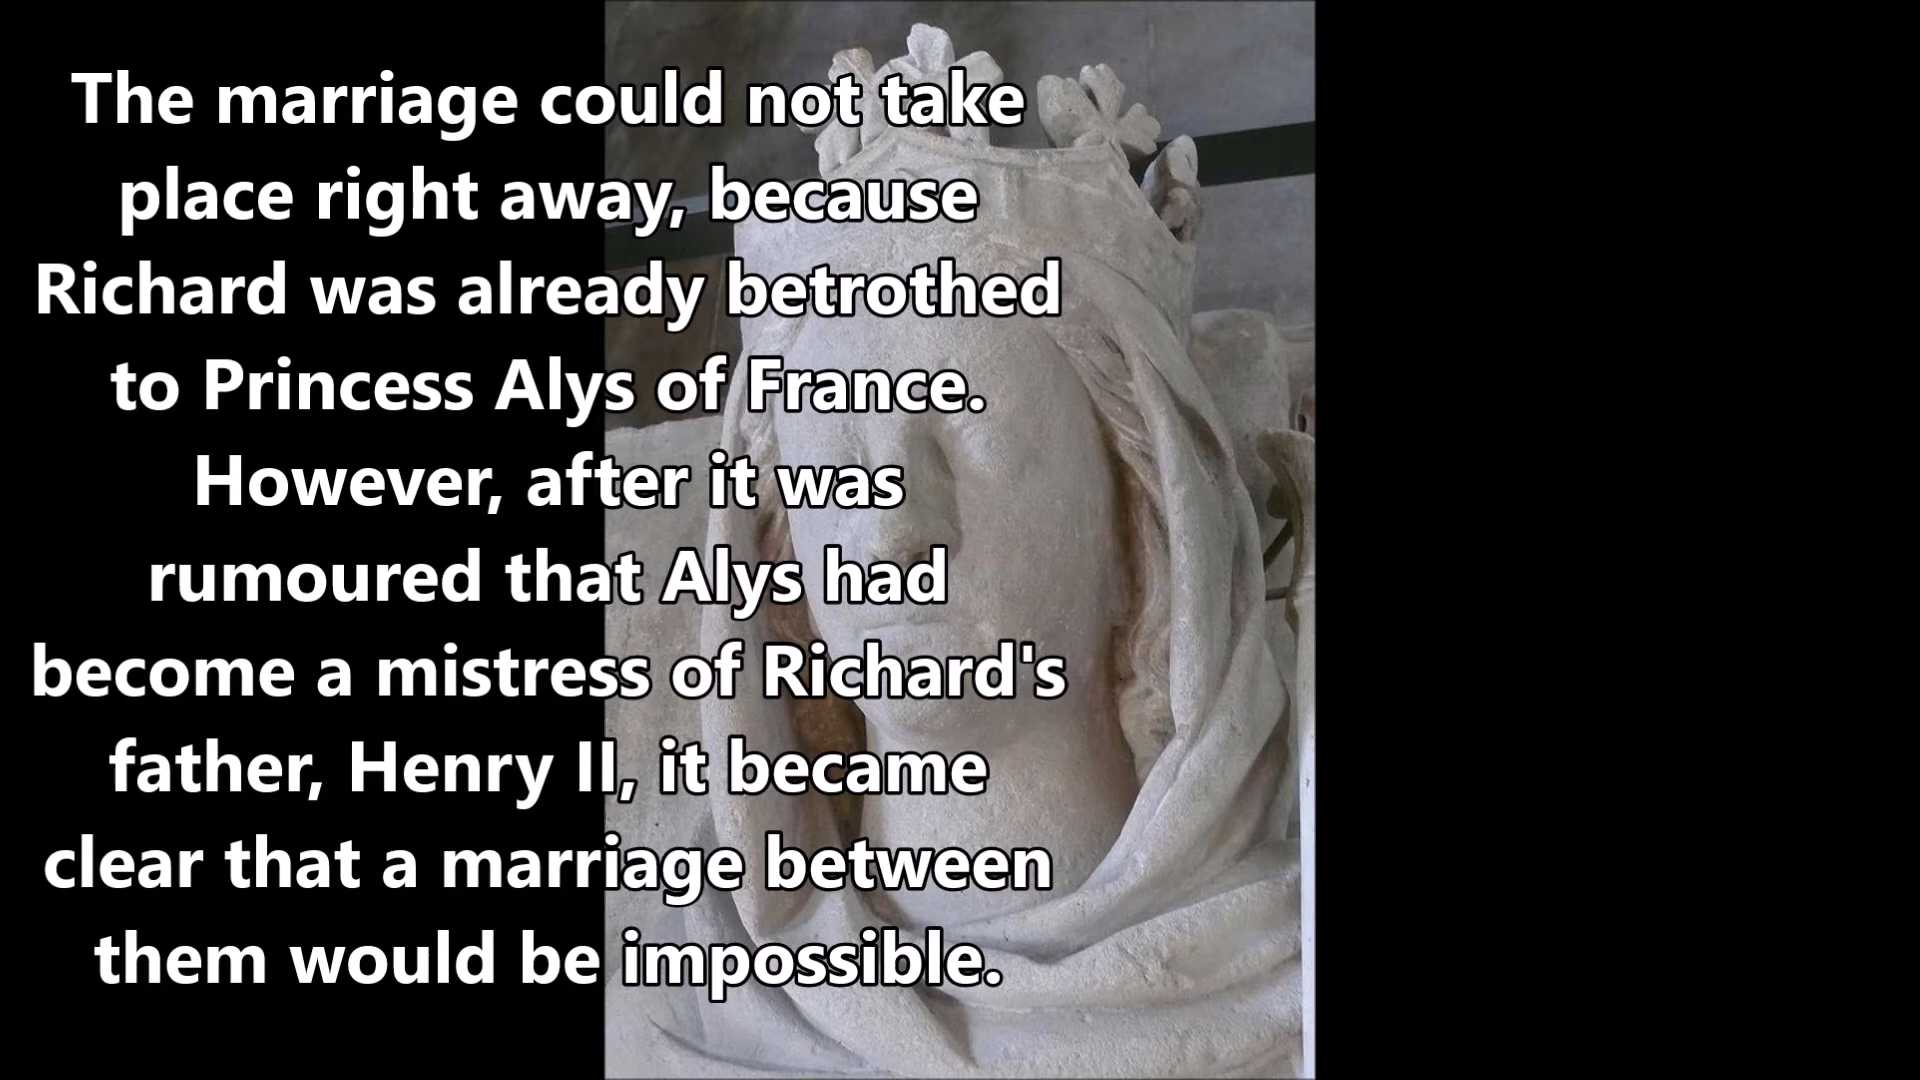 The marriage could not take
place right away, because
Richard was already betrothed
to Princess Alys of France.
However, after it was
rumoured that Alys had
become a mistress of Richard's
father, Henry II, it became
clear that a marriage between
them would be impossible.